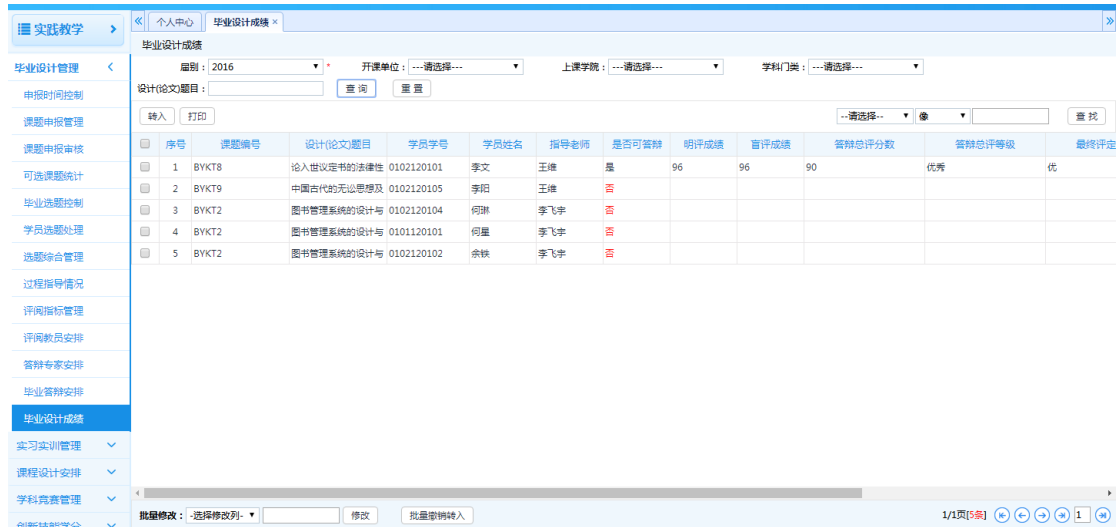 实践教学
毕业设计管理
申报时间控制
课题申报管理
课题申报审核
可选课题统计
毕业选题控制
学员选题处理
选题综合管理
过程指导情况
评阅指标管理
评阅教员安排
答辩专家安排
毕业答辩安排
毕业设计成绩
实习实训管理
课程设计安排
学科竞赛管理
创新技能学分
个人中心 毕业设计成绩 ×
毕业设计成绩
届别： 2016 * 开课单位： ---请选择--- 上课学院： ---请选择--- 学科门类： ---请选择---
设计(论文)题目： 查 询 重 置
转入 打印 --请选择-- 像 查 找
序号 课题编号 设计(论文)题目 学员学号 学员姓名 指导老师 是否可答辩 明评成绩 盲评成绩 答辩总评分数 答辩总评等级 最终评定
1 BYKT8 论入世议定书的法律性 0102120101 李文 王维 是 96 96 90 优秀 优
2 BYKT9 中国古代的无讼思想及 0102120105 李阳 王维 否
3 BYKT2 图书管理系统的设计与 0102120104 何琳 李飞宇 否
4 BYKT2 图书管理系统的设计与 0101120101 何星 李飞宇 否
5 BYKT2 图书管理系统的设计与 0102120102 余轶 李飞宇 否
批量修改： -选择修改列- 修改 批量撤销转入 1/1页[5条] 1